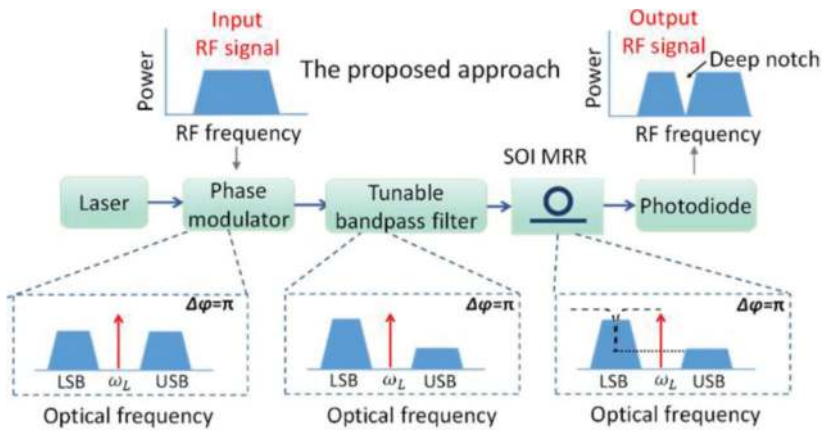 Input
RF signal
Power
RF frequency
The proposed approach
Output
RF signal
Deep notch
Power
RF frequency
SOI MRR
Laser
Phase
modulator
Tunable
bandpass filter
Photodiode
Δφ=π
LSB ω_L USB
Optical frequency
Δφ=π
LSB ω_L USB
Optical frequency
Δφ=π
LSB ω_L USB
Optical frequency